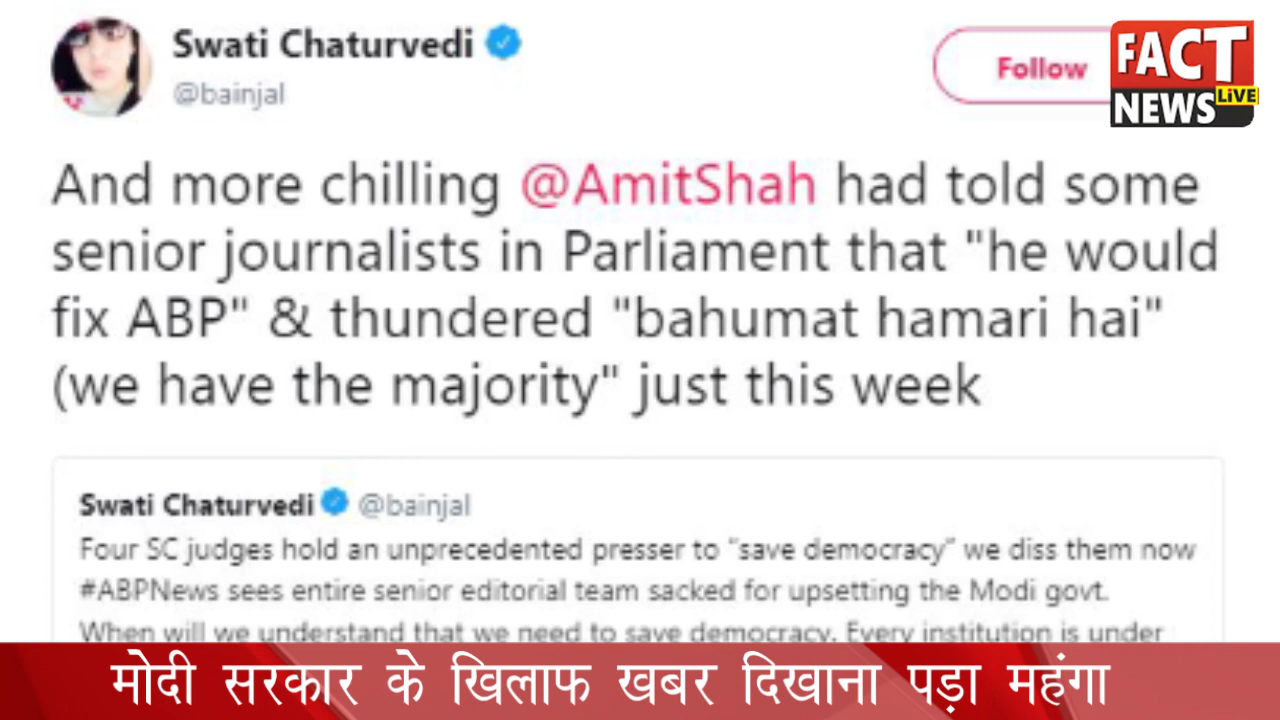 Swati Chaturvedi
@bainjal
Follow
FACT
NEWS LiVE
And more chilling @AmitShah had told some
senior journalists in Parliament that "he would
fix ABP" & thundered "bahumat hamari hai"
(we have the majority" just this week
Swati Chaturvedi @bainjal
Four SC judges hold an unprecedented presser to "save democracy" we diss them now
#ABPNews sees entire senior editorial team sacked for upsetting the Modi govt.
When will we understand that we need to save democracy. Every institution is under
मोदी सरकार के खिलाफ खबर दिखाना पड़ा महंगा